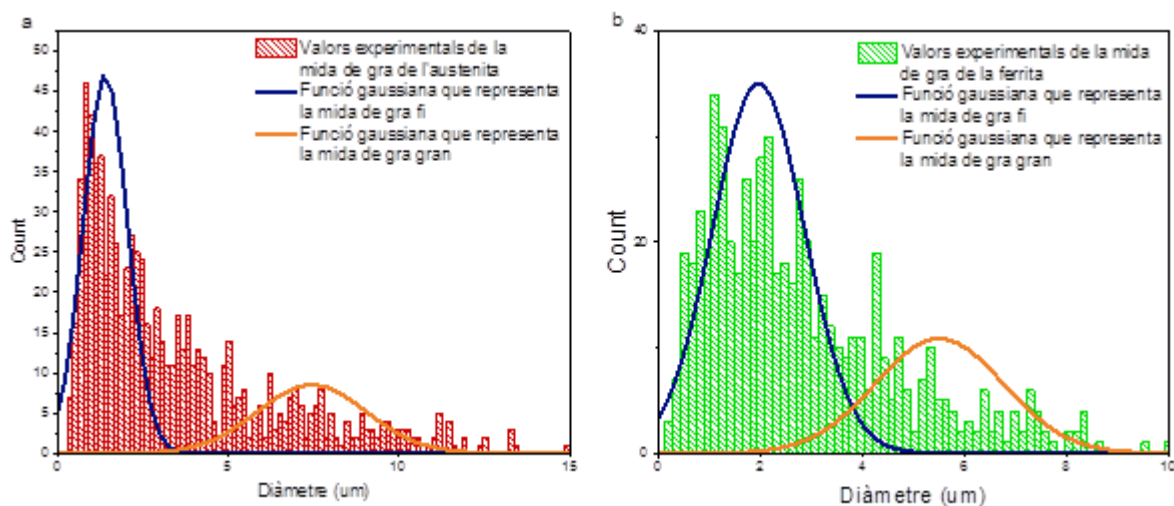 a
50
45
40
35
30
25
20
15
10
5
0
Count
0 5 10 15
Diàmetre (um)
Valors experimentals de la
mida de gra de l'austenita
Funció gaussiana que representa
la mida de gra fi
Funció gaussiana que representa
la mida de gra gran
b
40
20
0
Count
0 2 4 6 8 10
Diàmetre (um)
Valors experimentals de la mida
de gra de la ferrita
Funció gaussiana que representa
la mida de gra fi
Funció gaussiana que representa
la mida de gra gran